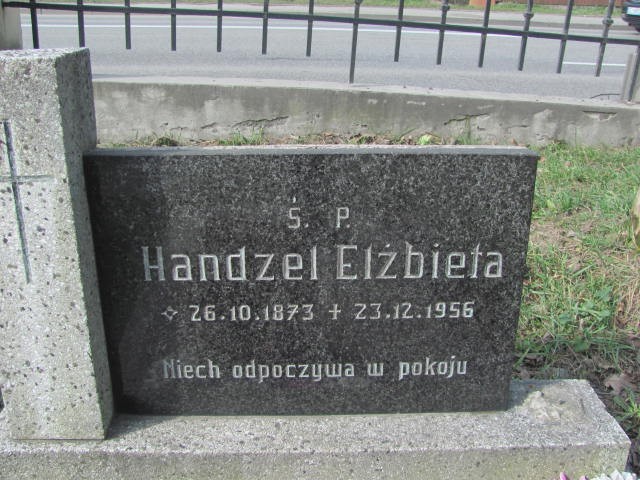 Ś. P.
Handzel Elżbieta
✧ 26.10.1873 + 23.12.1956
Niech odpoczywa w pokoju